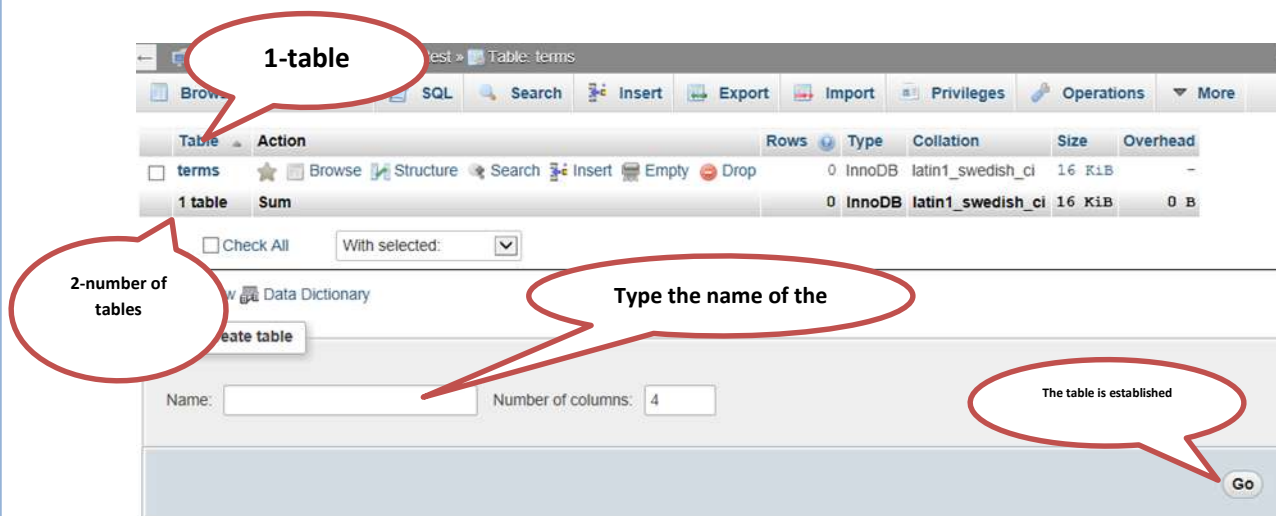 1-table
Table: terms
SQL Search Insert Export Import Privileges Operations More
Table Action Rows Type Collation Size Overhead
terms Browse Structure Search Insert Empty Drop 0 InnoDB latin1_swedish_ci 16 KiB -
1 table Sum 0 InnoDB latin1_swedish_ci 16 KiB 0 B
Check All With selected:
2-number of
tables
Data Dictionary
Type the name of the
table
Name: Number of columns: 4
The table is established
Go